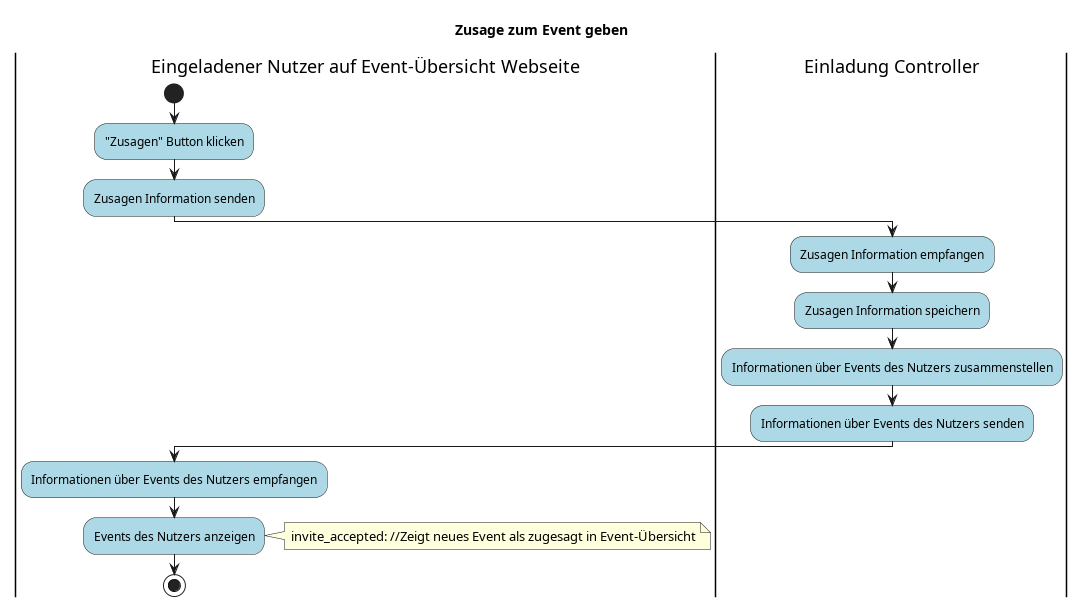 Zusage zum Event geben
Eingeladener Nutzer auf Event-Übersicht Webseite
Einladung Controller
"Zusagen" Button klicken
Zusagen Information senden
Zusagen Information empfangen
Zusagen Information speichern
Informationen über Events des Nutzers zusammenstellen
Informationen über Events des Nutzers senden
Informationen über Events des Nutzers empfangen
Events des Nutzers anzeigen
invite_accepted: //Zeigt neues Event als zugesagt in Event-Übersicht